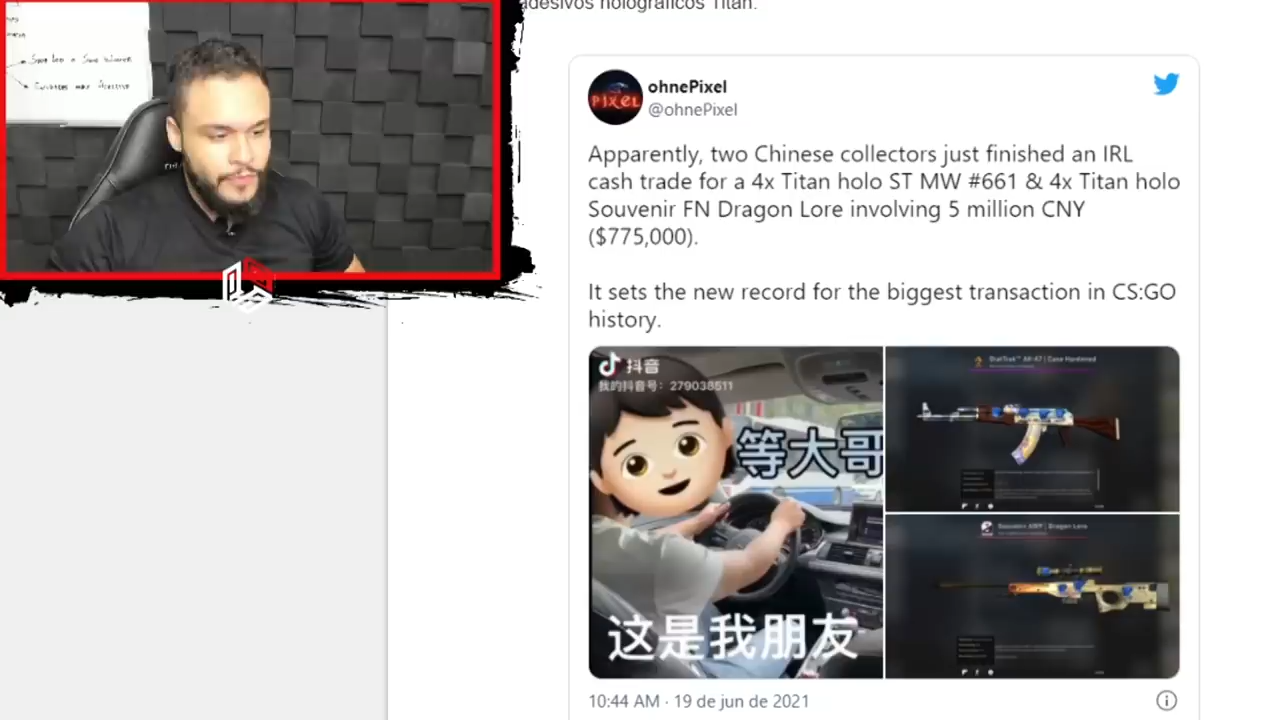 adesivos holográficos Titan.
ohnePixel
@ohnePixel
PIXEL
Apparently, two Chinese collectors just finished an IRL
cash trade for a 4x Titan holo ST MW #661 & 4x Titan holo
Souvenir FN Dragon Lore involving 5 million CNY
($775,000).
It sets the new record for the biggest transaction in CS:GO
history.
抖音
我的抖音号：279038511
等大哥
这是我朋友
StatTrak™ AK-47 | Case Hardened
Souvenir AWP | Dragon Lore
10:44 AM · 19 de jun de 2021